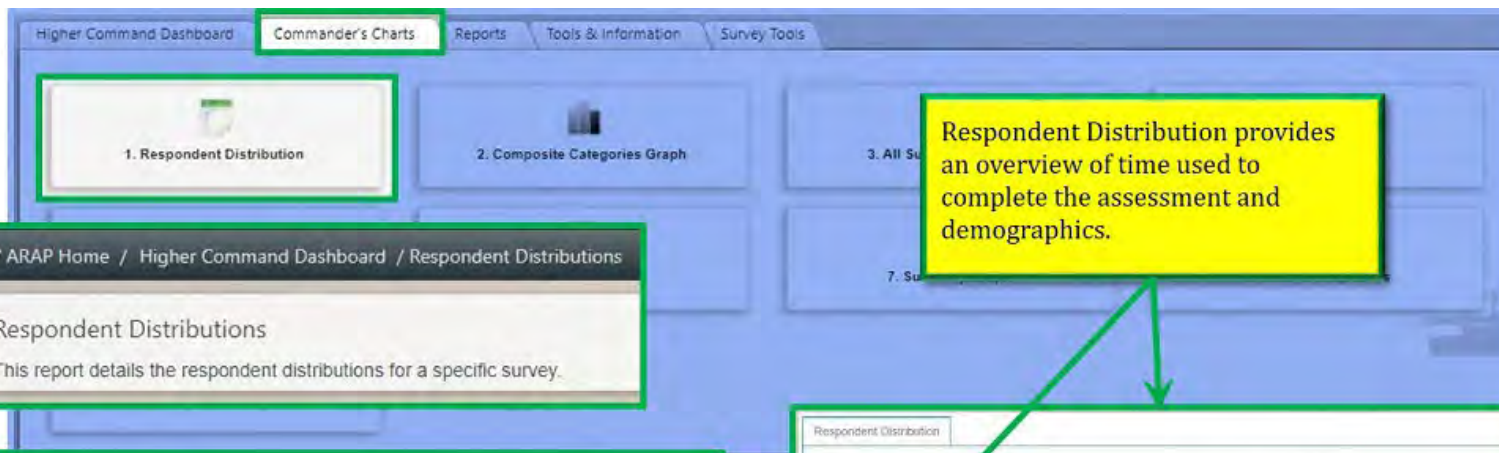 Higher Command Dashboard Commander's Charts Reports Tools & Information Survey Tools
1. Respondent Distribution
2. Composite Categories Graph
3. All Su
Respondent Distribution provides
an overview of time used to
complete the assessment and
demographics.
7. Su
ARAP Home / Higher Command Dashboard / Respondent Distributions
Respondent Distributions
This report details the respondent distributions for a specific survey.
Respondent Distribution